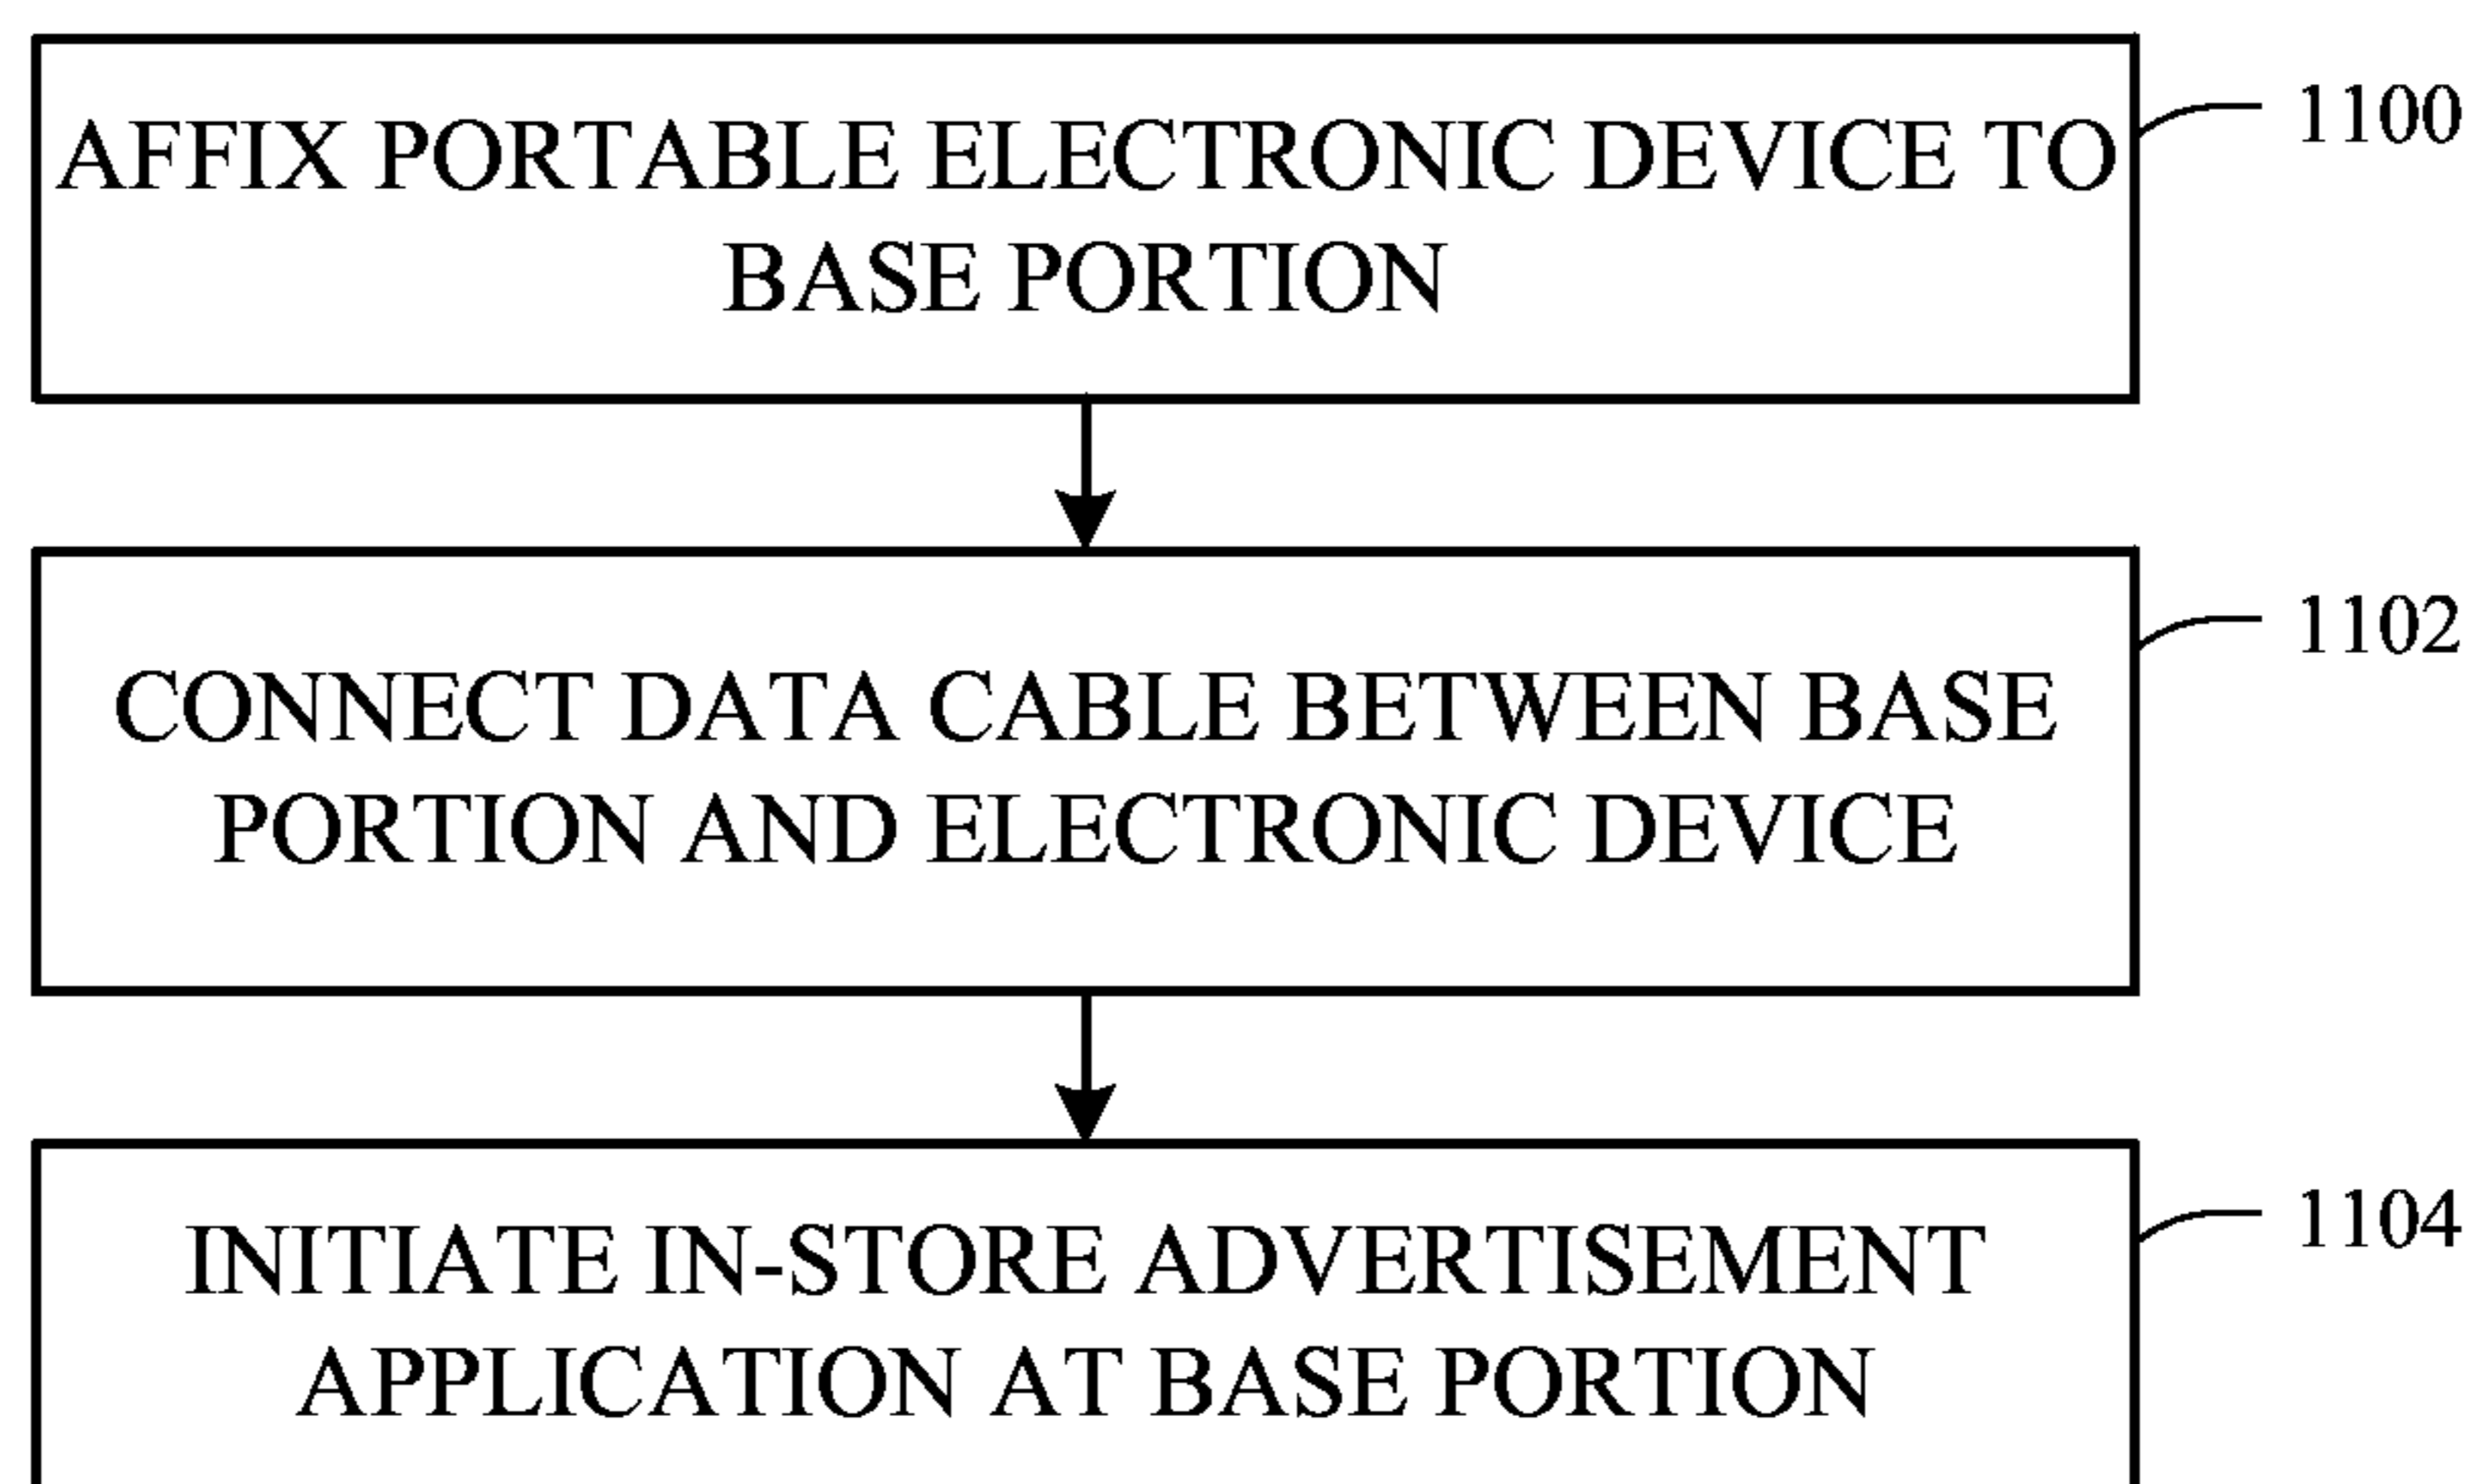 AFFIX PORTABLE ELECTRONIC DEVICE TO
BASE PORTION
1100
CONNECT DATA CABLE BETWEEN BASE
PORTION AND ELECTRONIC DEVICE
1102
INITIATE IN-STORE ADVERTISEMENT
APPLICATION AT BASE PORTION
1104